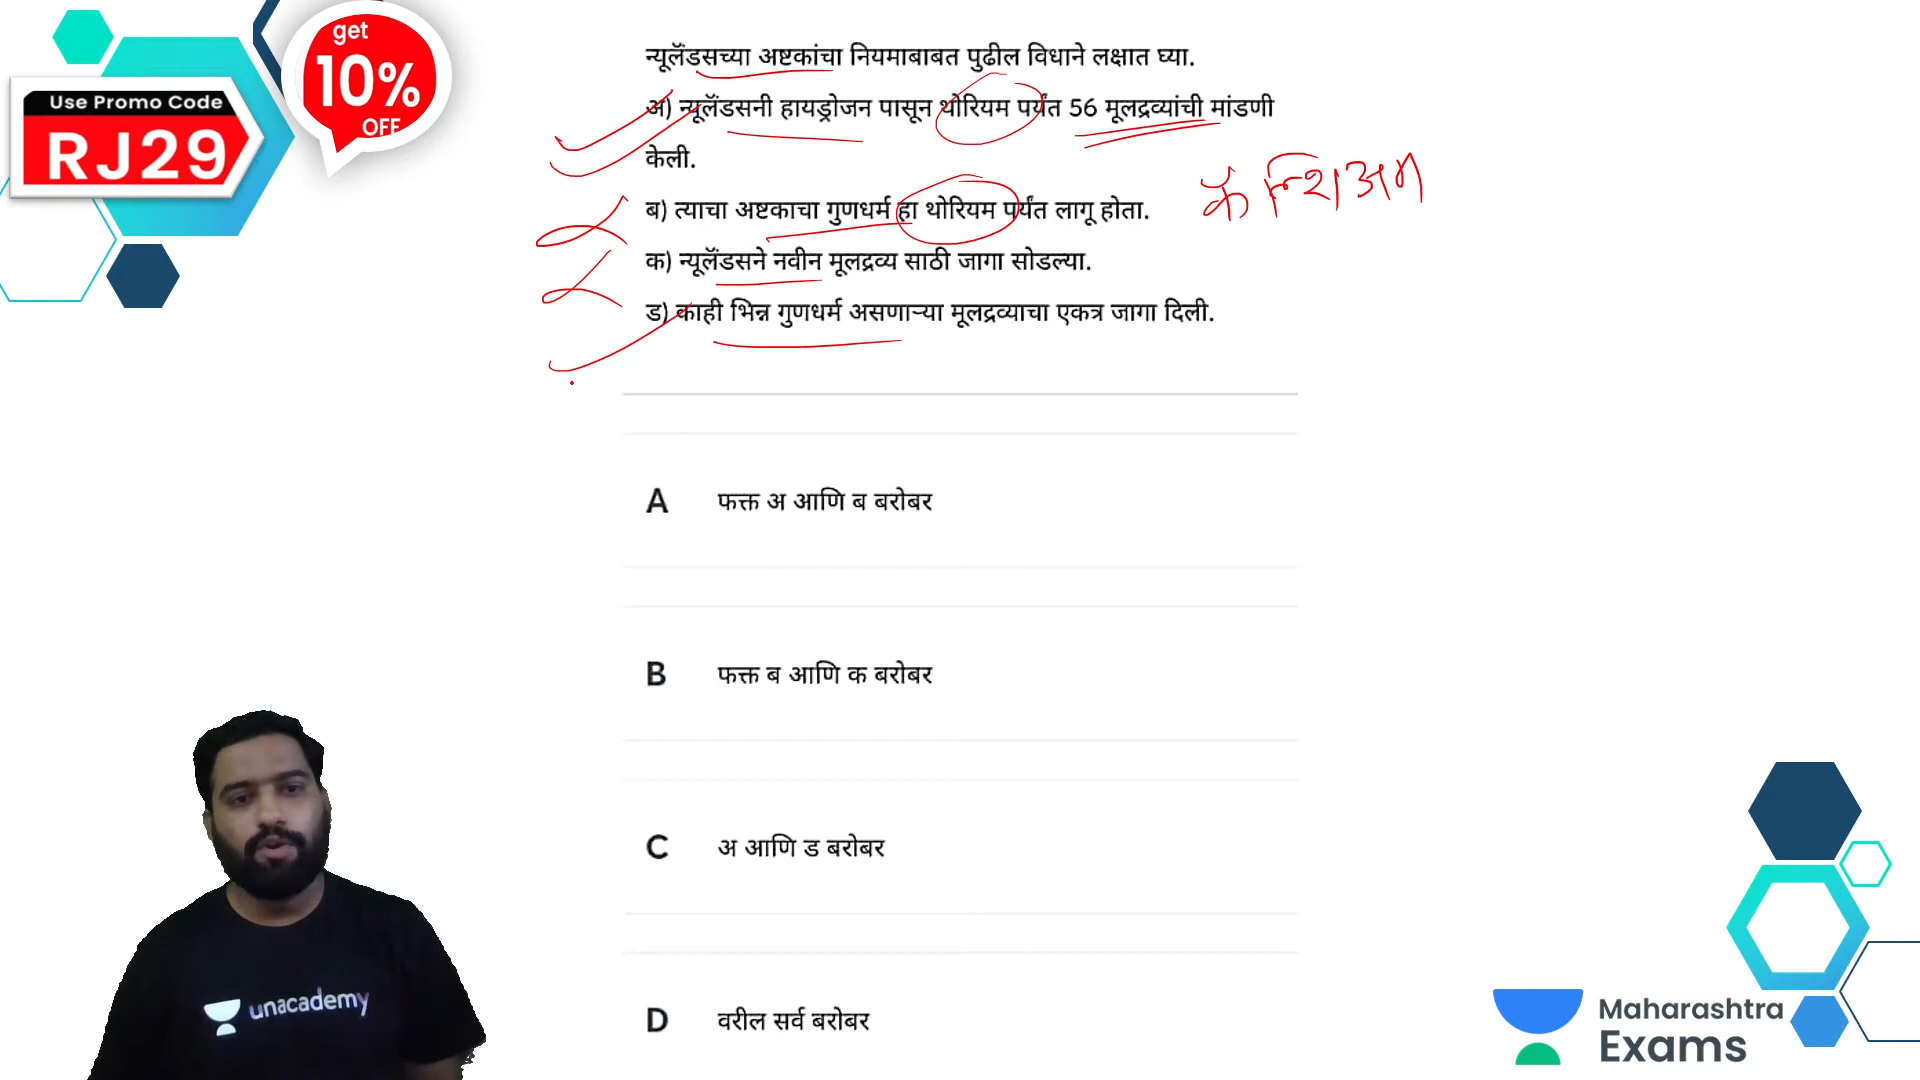 get
10%
OFF
Use Promo Code
RJ29
न्यूलॅंडसच्या अष्टकांचा नियमाबाबत पुढील विधाने लक्षात घ्या.
अ) न्यूलॅंडसनी हायड्रोजन पासून थोरियम पर्यंत 56 मूलद्रव्यांची मांडणी
केली.
ब) त्याचा अष्टकाचा गुणधर्म हा थोरियम पर्यंत लागू होता.
क) न्यूलॅंडसने नवीन मूलद्रव्य साठी जागा सोडल्या.
ड) काही भिन्न गुणधर्म असणाऱ्या मूलद्रव्याचा एकत्र जागा दिली.
A फक्त अ आणि ब बरोबर
B फक्त ब आणि क बरोबर
C अ आणि ड बरोबर
D वरील सर्व बरोबर
unacademy
Maharashtra
Exams